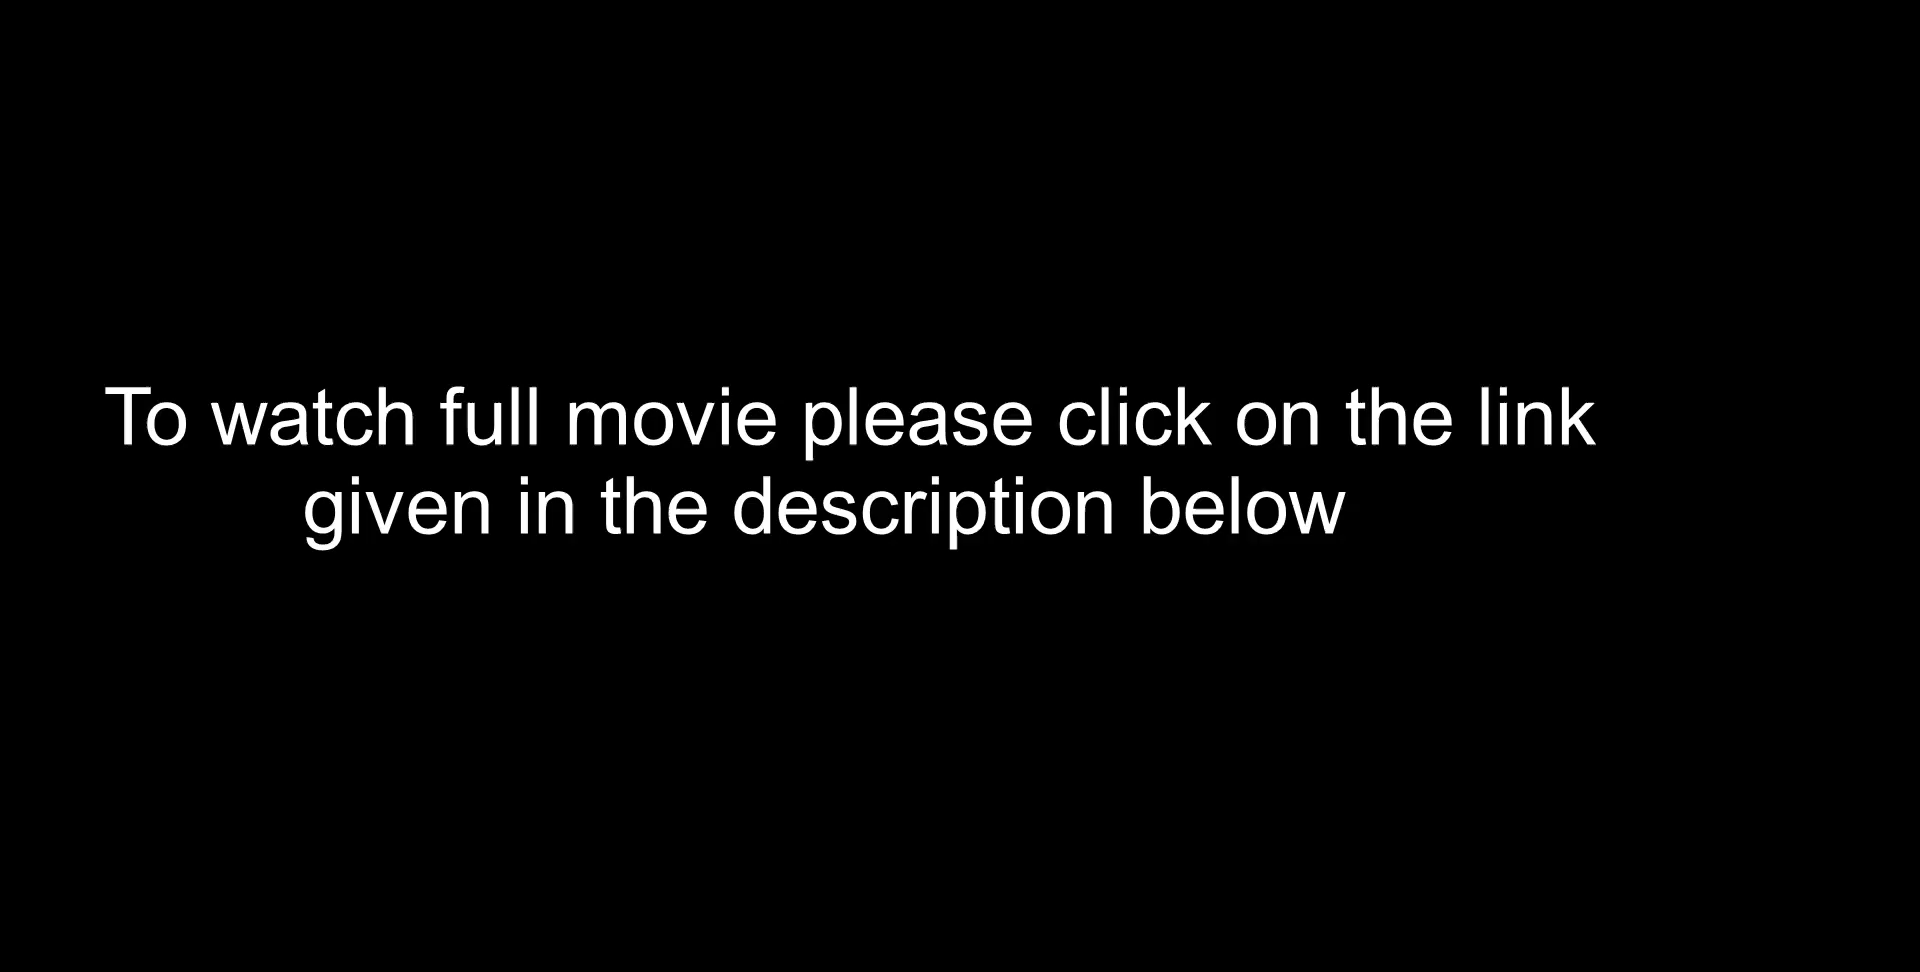 To watch full movie please click on the link
given in the description below